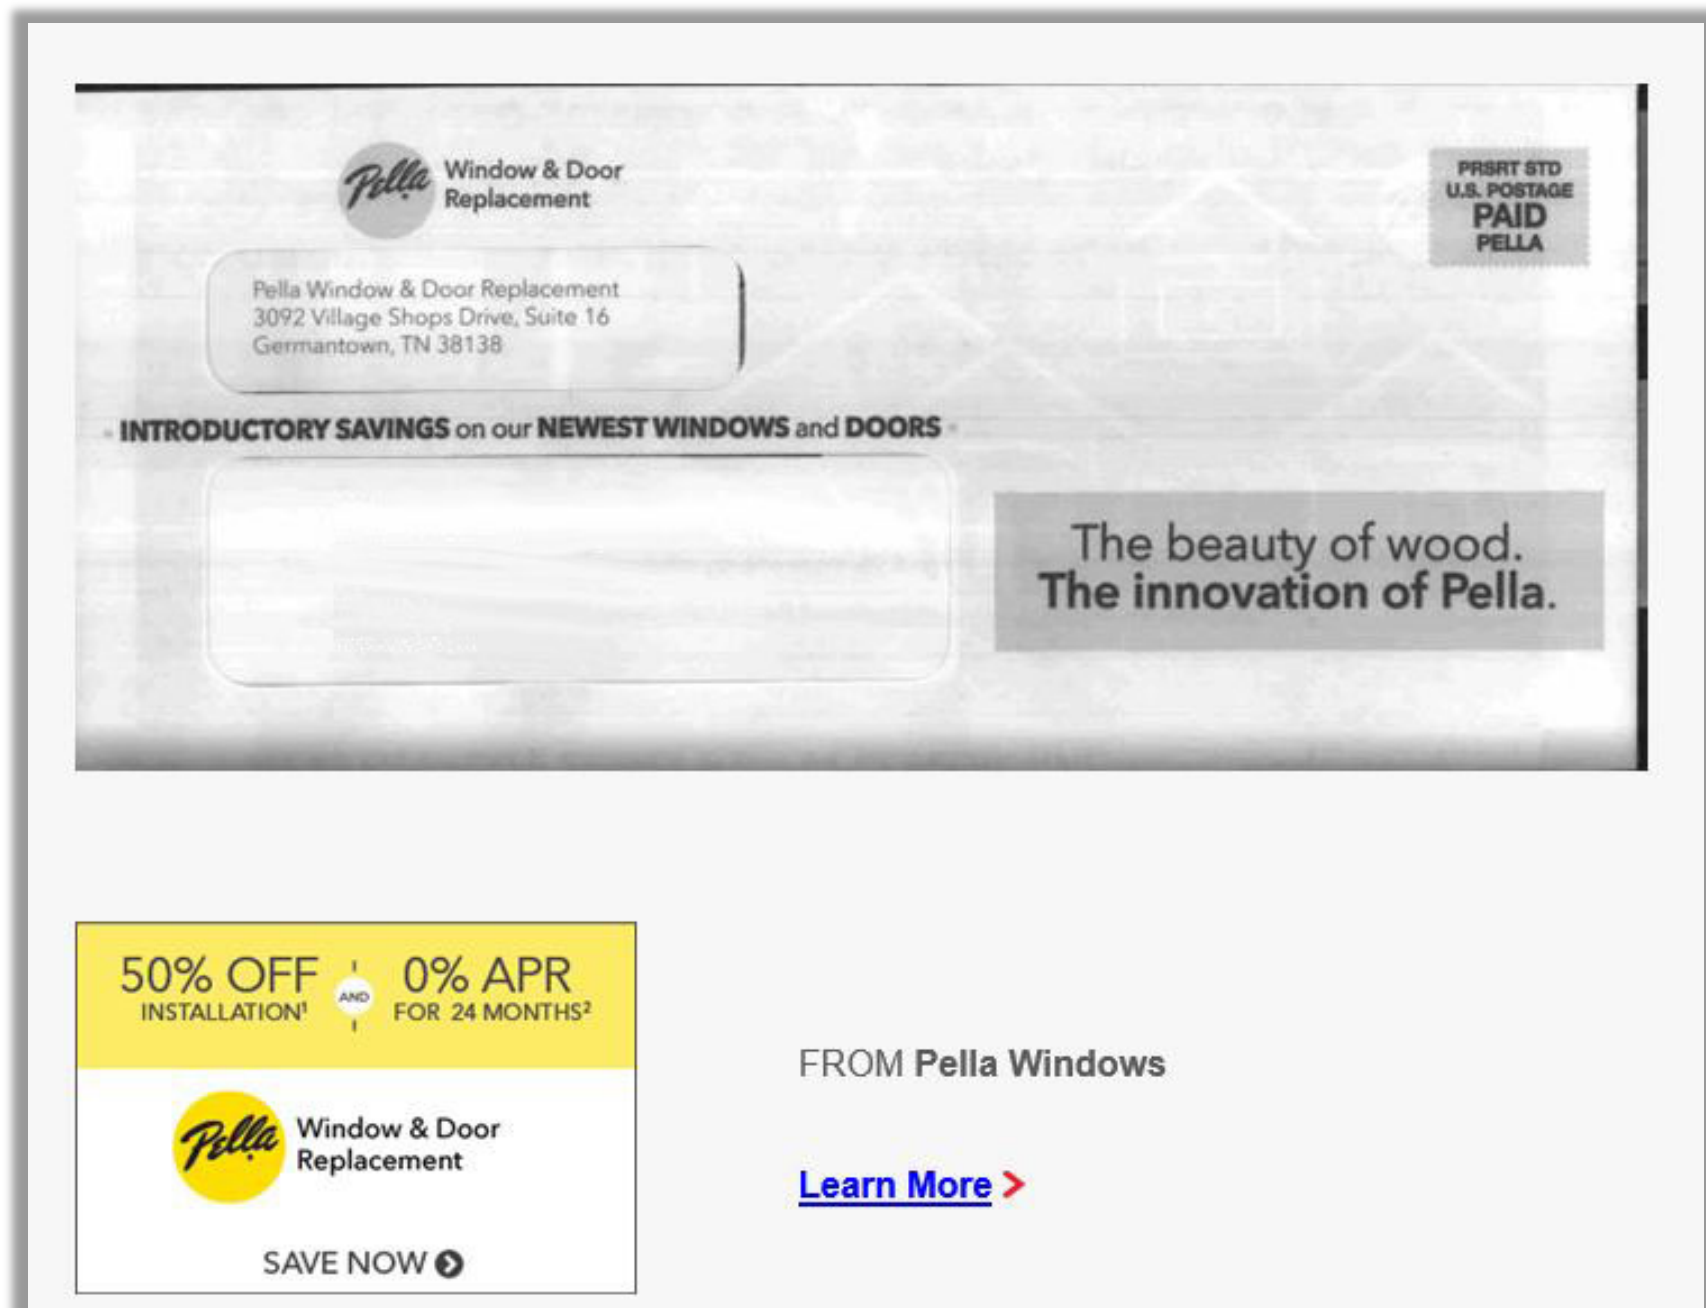 Pella Window & Door
Replacement
PRSRT STD
U.S. POSTAGE
PAID
PELLA
Pella Window & Door Replacement
3092 Village Shops Drive, Suite 16
Germantown, TN 38138
INTRODUCTORY SAVINGS on our NEWEST WINDOWS and DOORS
The beauty of wood.
The innovation of Pella.
50% OFF AND 0% APR
INSTALLATION¹ FOR 24 MONTHS²
Pella Window & Door
Replacement
SAVE NOW
FROM Pella Windows
Learn More